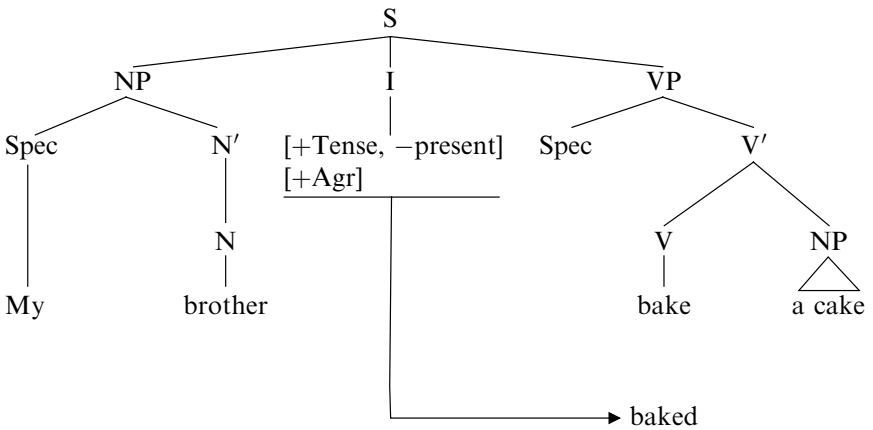 S
NP I VP
Spec N′ [+Tense, −present] Spec V′
[+Agr]
N V NP
My brother bake a cake
baked